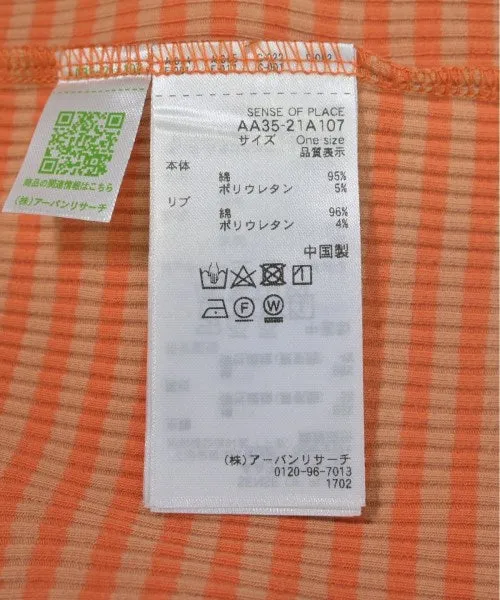 SENSE OF PLACE
AA35-21A107
サイズ One size
品質表示
本体
綿 95%
ポリウレタン 5%
リブ
綿 96%
ポリウレタン 4%
中国製
F W
(株)アーバンリサーチ
0120-96-7013
1702
商品の関連情報はこちら
(株)アーバンリサーチ